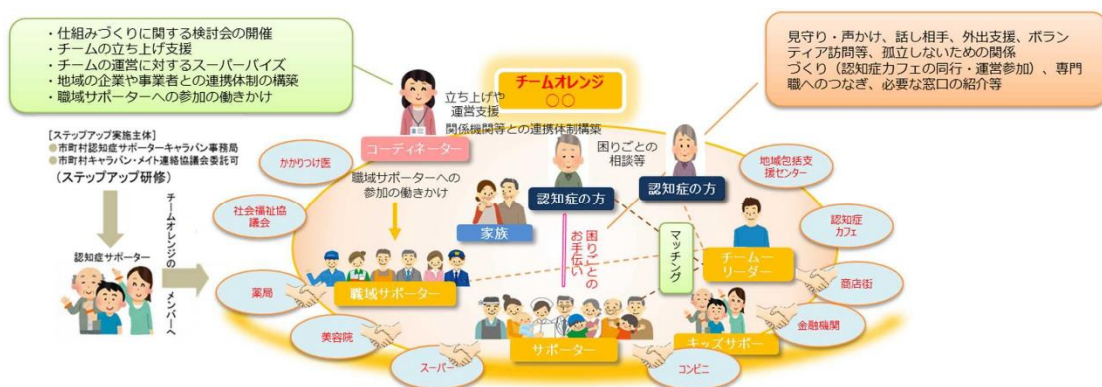 ・仕組みづくりに関する検討会の開催
・チームの立ち上げ支援
・チームの運営に対するスーパーバイズ
・地域の企業や事業者との連携体制の構築
・職域サポーターへの参加の働きかけ
チームオレンジ
〇〇
見守り・声かけ、話し相手、外出支援、ボラン
ティア訪問等、孤立しないための関係
づくり（認知症カフェの同行・運営参加）、専門
職へのつなぎ、必要な窓口の紹介等
立ち上げや
運営支援
関係機関等との連携体制構築
コーディネーター
困りごとの
相談等
【ステップアップ実施主体】
●市町村認知症サポーターキャラバン事務局
●市町村キャラバン・メイト連絡協議会委託可
（ステップアップ研修）
かかりつけ医
職域サポーターへの
参加の働きかけ
認知症の方
認知症の方
地域包括支
援センター
社会福祉協
議会
家族
認知症
カフェ
チームオレンジの
メンバーへ
認知症サポーター
困りごとの
お手伝い
マッチング
チームー
リーダー
職域サポーター
薬局
商店街
美容院
金融機関
サポーター
キッズサポー
スーパー
コンビニ